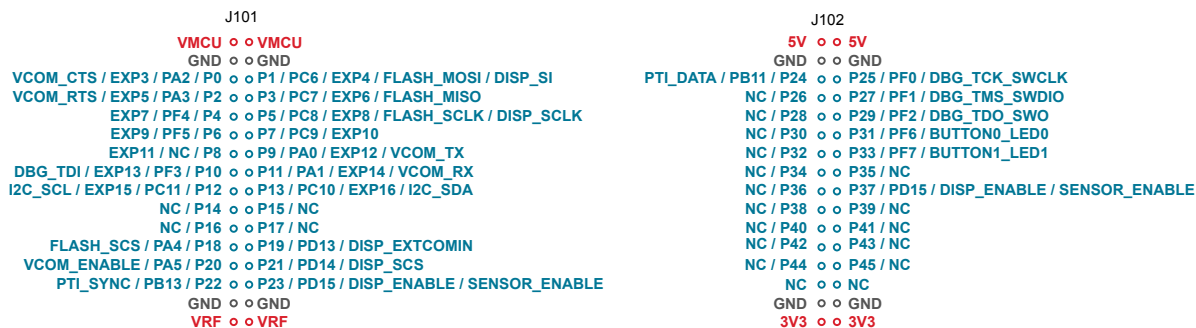 J101
VMCU VMCU
GND GND
VCOM_CTS / EXP3 / PA2 / P0 P1 / PC6 / EXP4 / FLASH_MOSI / DISP_SI
VCOM_RTS / EXP5 / PA3 / P2 P3 / PC7 / EXP6 / FLASH_MISO
EXP7 / PF4 / P4 P5 / PC8 / EXP8 / FLASH_SCLK / DISP_SCLK
EXP9 / PF5 / P6 P7 / PC9 / EXP10
EXP11 / NC / P8 P9 / PA0 / EXP12 / VCOM_TX
DBG_TDI / EXP13 / PF3 / P10 P11 / PA1 / EXP14 / VCOM_RX
I2C_SCL / EXP15 / PC11 / P12 P13 / PC10 / EXP16 / I2C_SDA
NC / P14 P15 / NC
NC / P16 P17 / NC
FLASH_SCS / PA4 / P18 P19 / PD13 / DISP_EXTCOMIN
VCOM_ENABLE / PA5 / P20 P21 / PD14 / DISP_SCS
PTI_SYNC / PB13 / P22 P23 / PD15 / DISP_ENABLE / SENSOR_ENABLE
GND GND
VRF VRF
J102
5V 5V
GND GND
PTI_DATA / PB11 / P24 P25 / PF0 / DBG_TCK_SWCLK
NC / P26 P27 / PF1 / DBG_TMS_SWDIO
NC / P28 P29 / PF2 / DBG_TDO_SWO
NC / P30 P31 / PF6 / BUTTON0_LED0
NC / P32 P33 / PF7 / BUTTON1_LED1
NC / P34 P35 / NC
NC / P36 P37 / PD15 / DISP_ENABLE / SENSOR_ENABLE
NC / P38 P39 / NC
NC / P40 P41 / NC
NC / P42 P43 / NC
NC / P44 P45 / NC
NC NC
GND GND
3V3 3V3